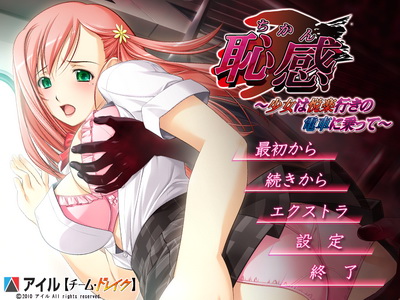 ちかん
恥感
～少女は悦楽行きの
電車に乗って～
最初から
続きから
エクストラ
設定
終了
アイル【チーム・ドレイク】
©2010 アイル All rights reserved.